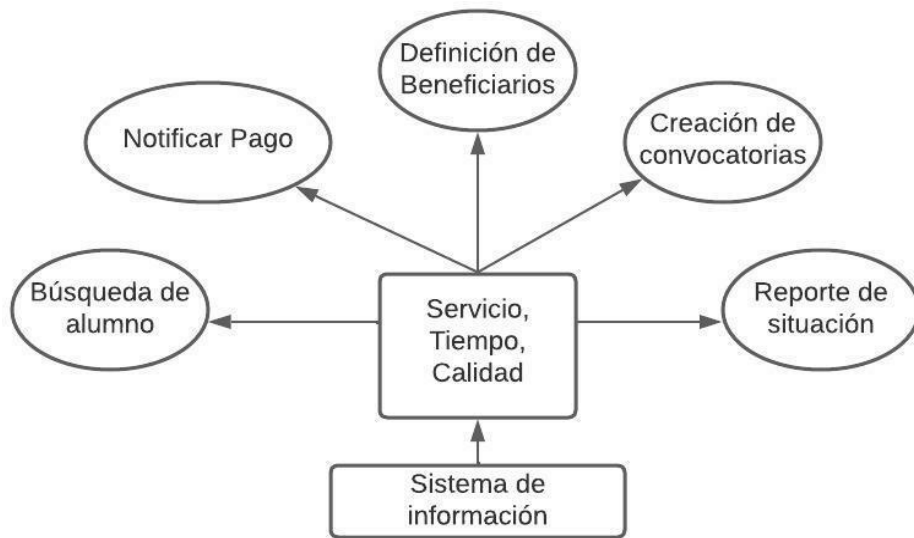 Definición de
Beneficiarios
Notificar Pago
Creación de
convocatorias
Búsqueda de
alumno
Servicio,
Tiempo,
Calidad
Reporte de
situación
Sistema de
información